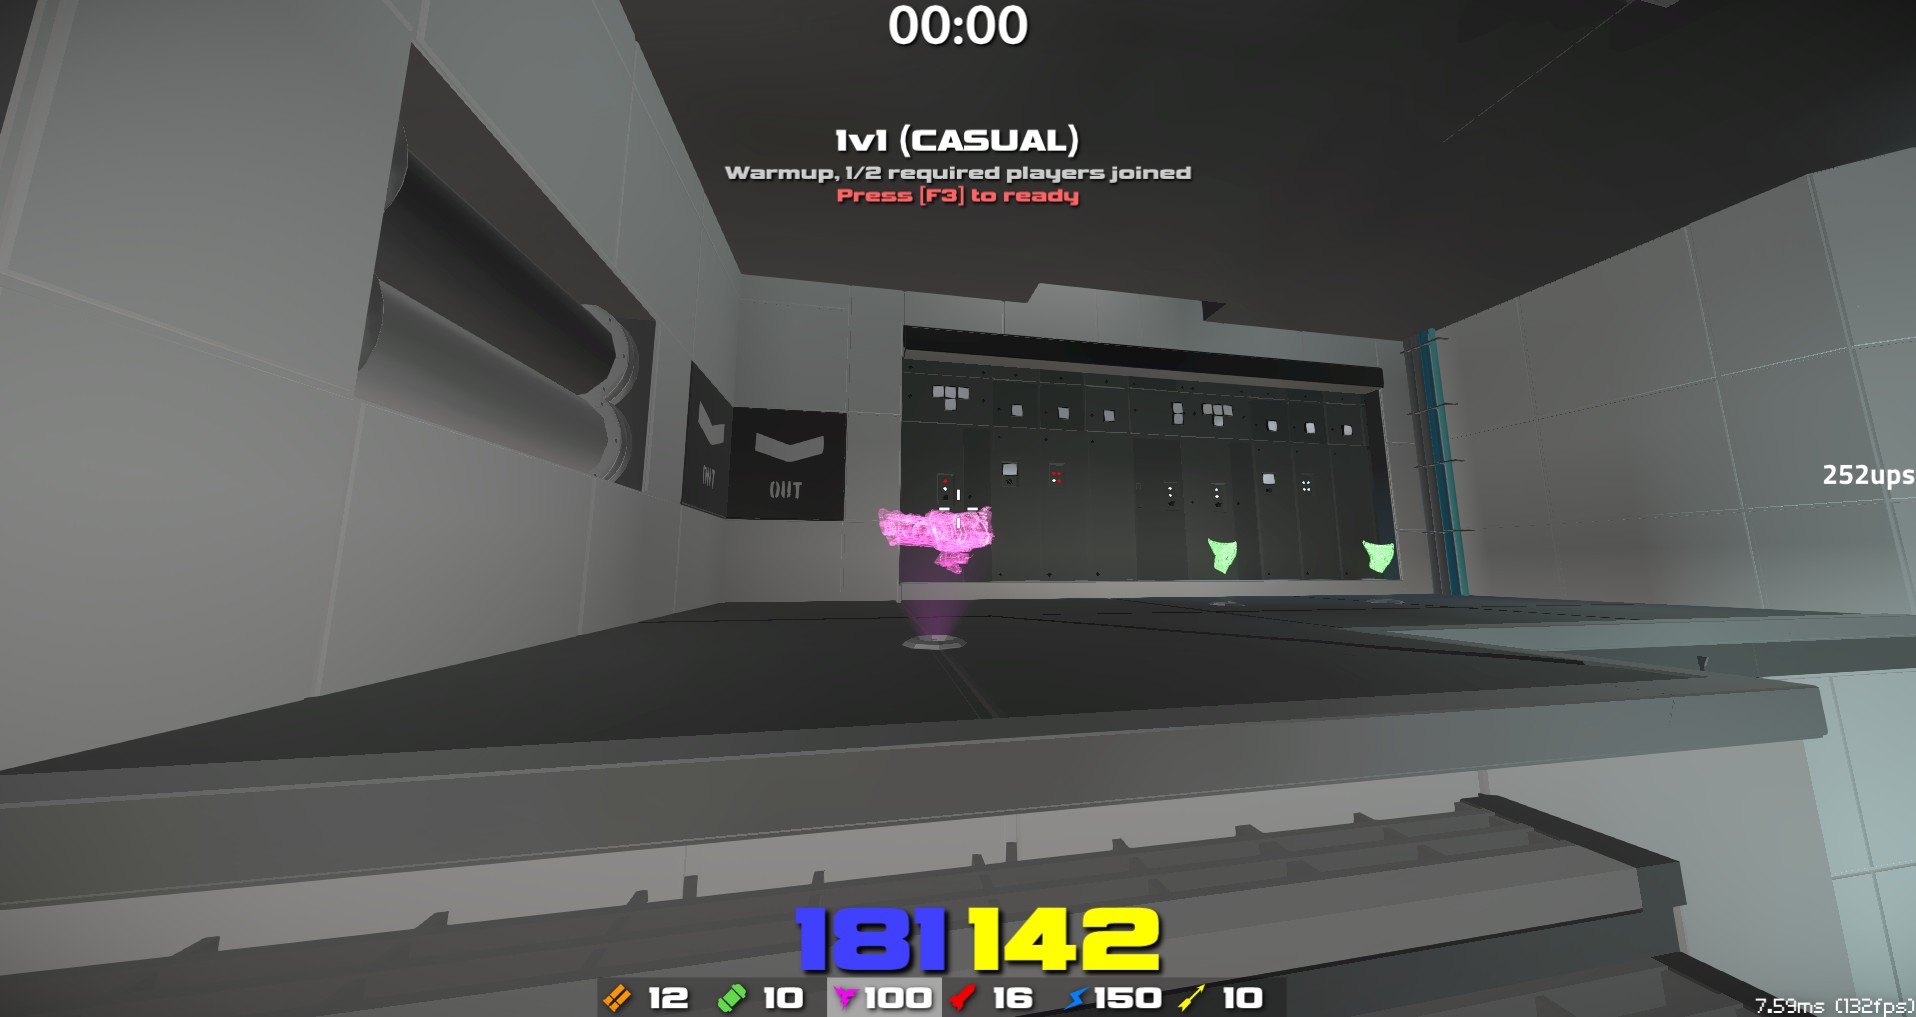 00:00
1v1 (CASUAL)
Warmup, 1/2 required players joined
Press [F3] to ready
252ups
OUT
OUT
181 142
12 10 100 16 150 10
7.59ms (132fps)